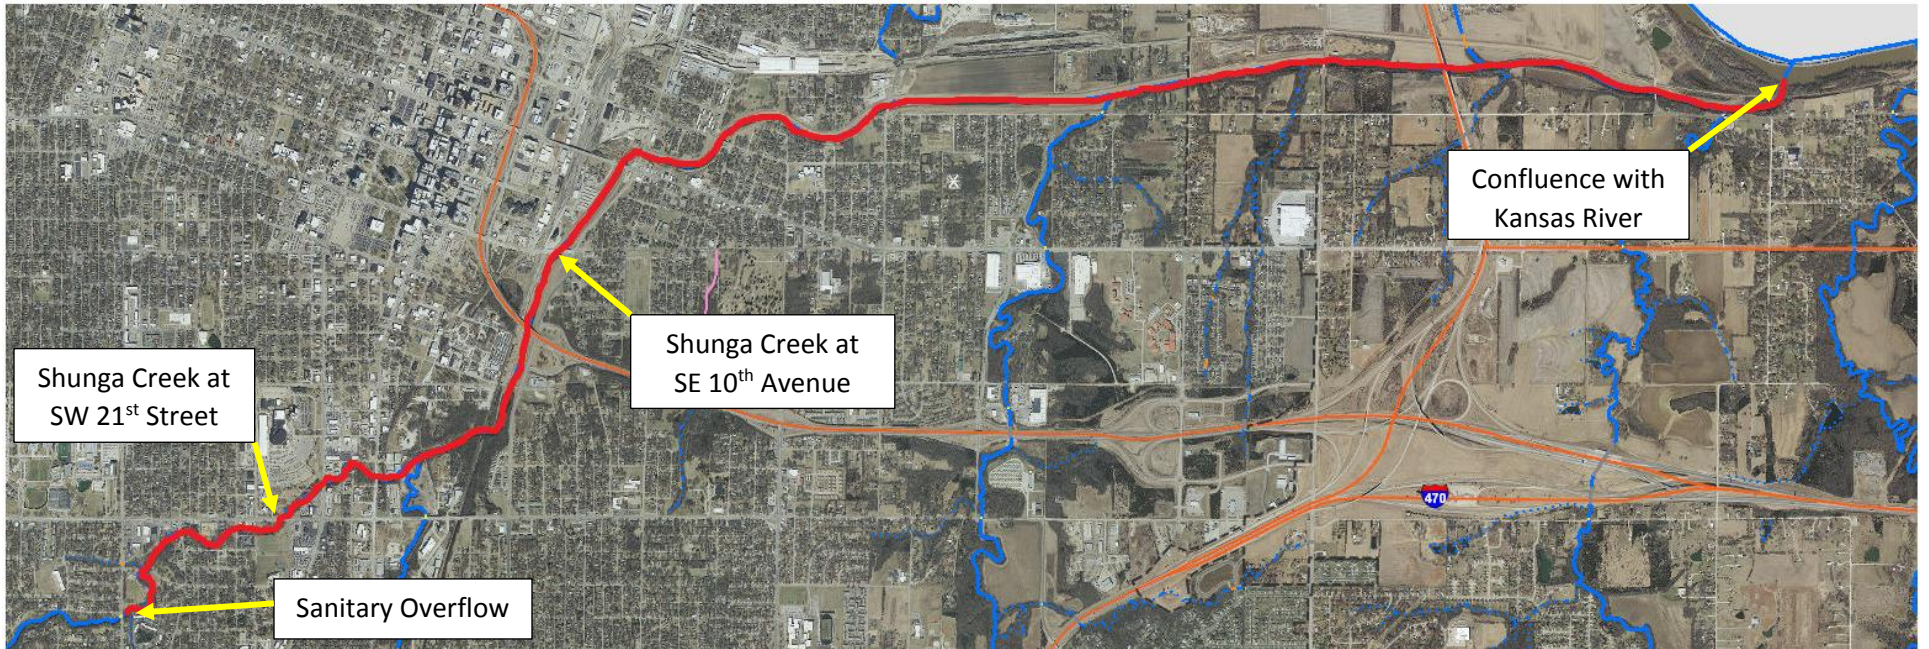 Confluence with
Kansas River
Shunga Creek at
SE 10th Avenue
Shunga Creek at
SW 21st Street
470
Sanitary Overflow